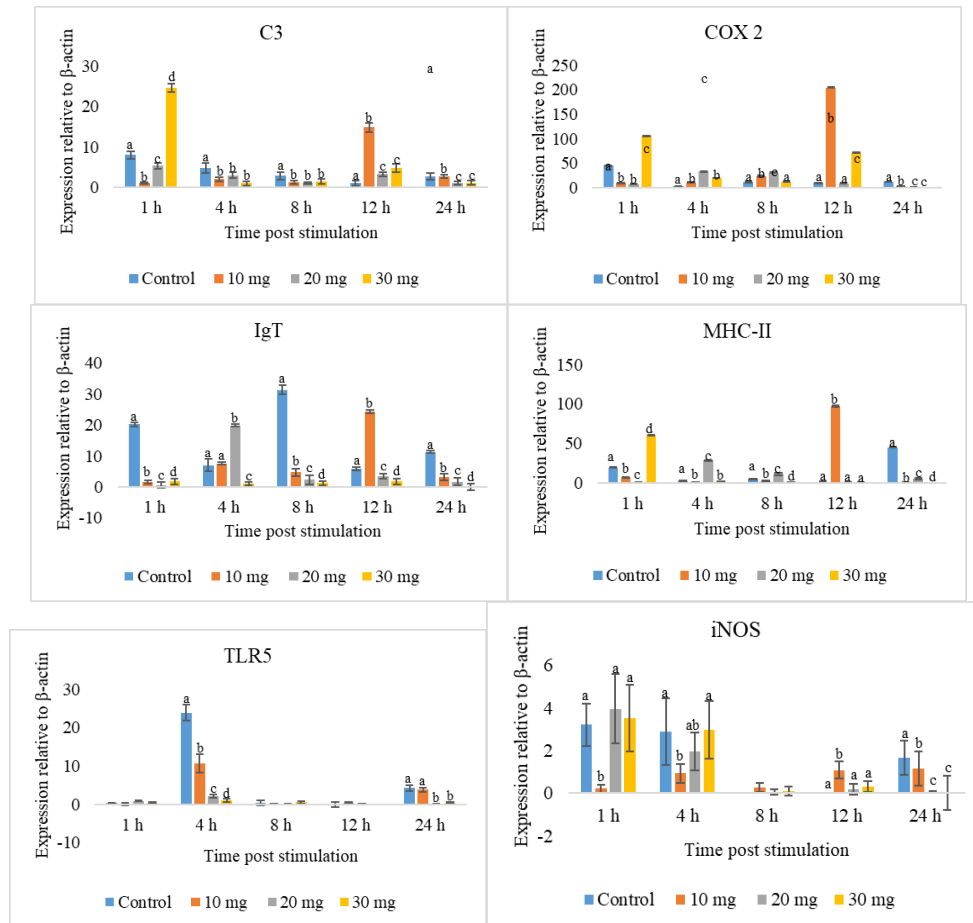 C3
30
20
10
0
Expression relative to β-actin
d
a
b
c
a
b
b
b
a
b
b
b
a
b
c
c
a
b
c
c
1 h 4 h 8 h 12 h 24 h
Time post stimulation
Control 10 mg 20 mg 30 mg
COX 2
250
200
150
100
50
0
Expression relative to β-actin
a
b
b
c
a
b
c
b
a
b
c
a
a
b
a
c
a
b
c
c
1 h 4 h 8 h 12 h 24 h
Time post stimulation
Control 10 mg 20 mg 30 mg
IgT
40
30
20
10
0
-10
Expression relative to β-actin
a
b
c
d
a
a
b
c
a
b
c
d
a
b
c
d
a
b
c
d
1 h 4 h 8 h 12 h 24 h
Time post stimulation
Control 10 mg 20 mg 30 mg
MHC-II
150
100
50
0
Expression relative to β-actin
a
b
c
d
a
b
c
b
a
b
c
d
a
b
a
a
a
b
c
d
1 h 4 h 8 h 12 h 24 h
Time post stimulation
Control 10 mg 20 mg 30 mg
TLR5
30
20
10
0
-10
Expression relative to β-actin
a
b
c
d
a
a
b
b
1 h 4 h 8 h 12 h 24 h
Time post stimulation
Control 10 mg 20 mg 30 mg
iNOS
6
4
2
0
-2
Expression relative to β-actin
a
b
a
a
a
b
ab
a
a
b
a
a
a
a
c
c
1 h 4 h 8 h 12 h 24 h
Time post stimulation
Control 10 mg 20 mg 30 mg